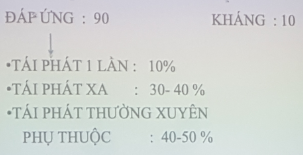 ĐÁP ỨNG : 90 KHÁNG : 10
•TÁI PHÁT 1 LẦN : 10%
•TÁI PHÁT XA : 30- 40 %
•TÁI PHÁT THƯỜNG XUYÊN
PHỤ THUỘC : 40-50 %